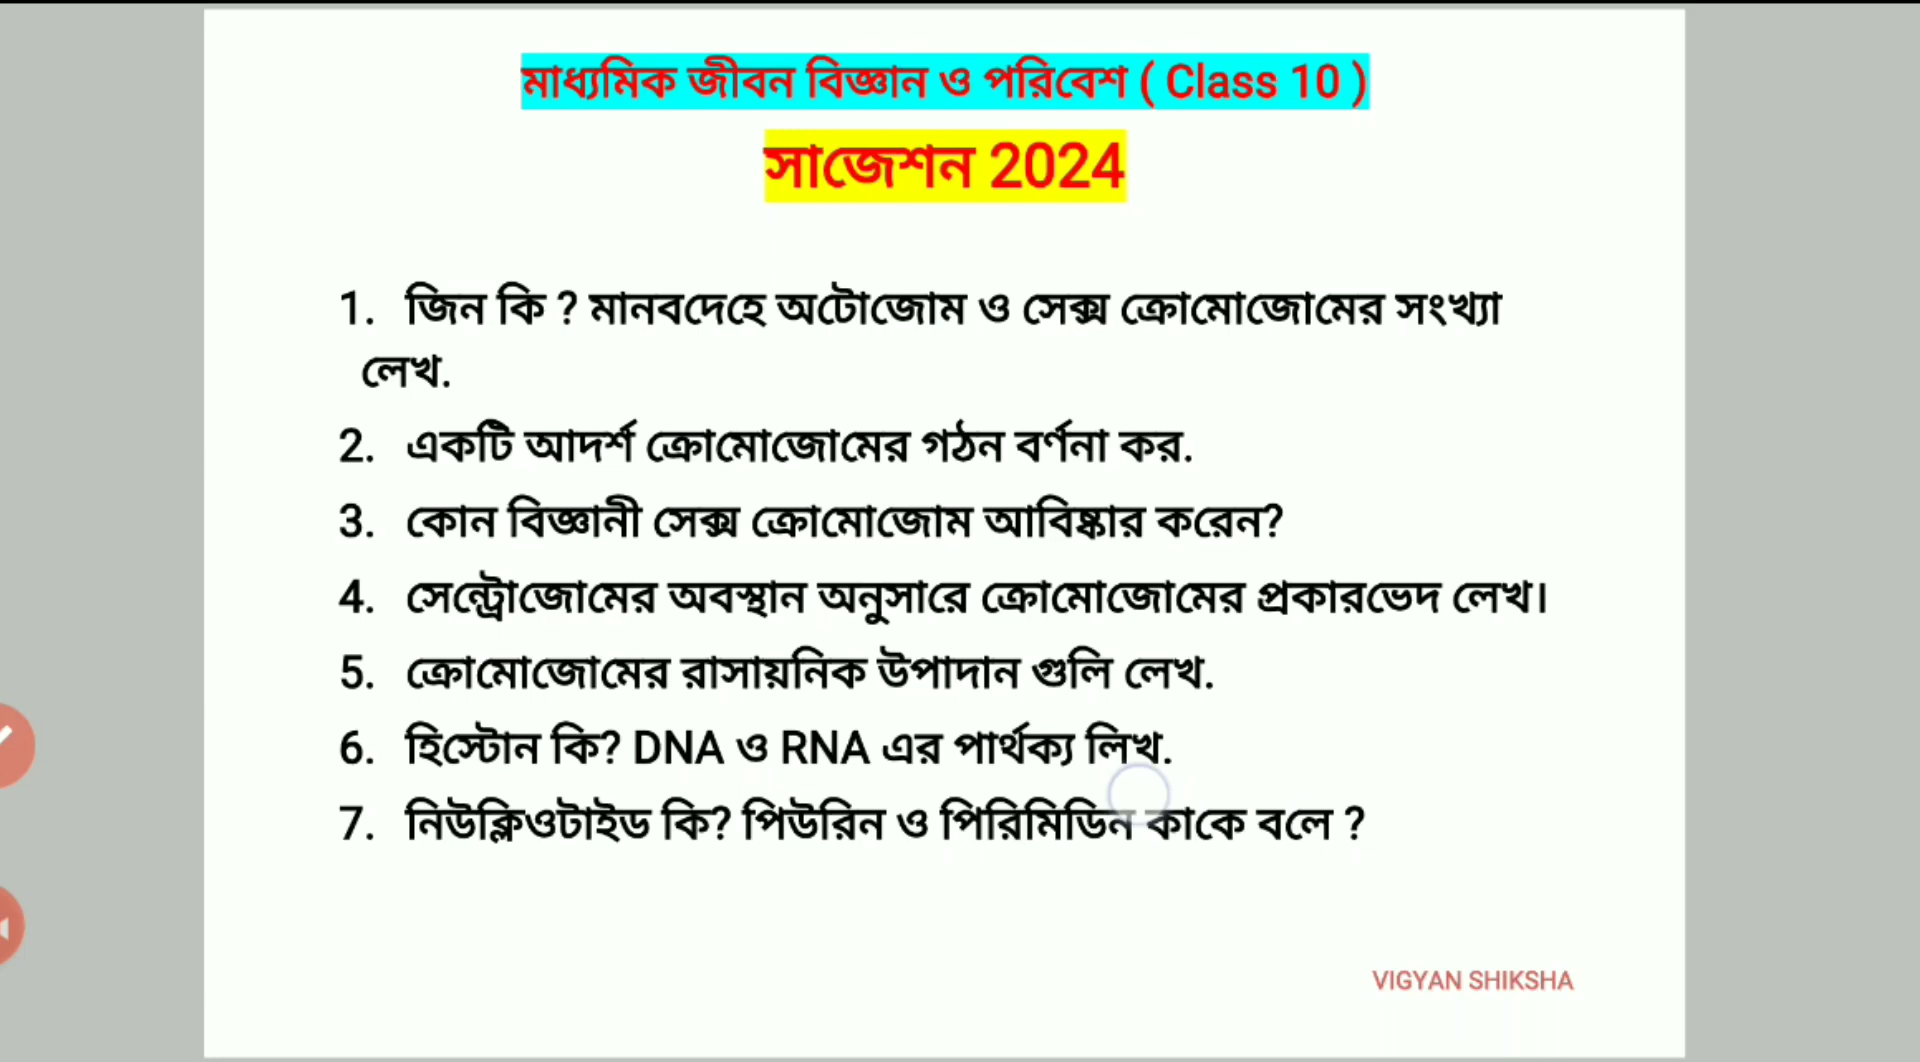 মাধ্যমিক জীবন বিজ্ঞান ও পরিবেশ ( Class 10 )
সাজেশন 2024
1. জিন কি ? মানবদেহে অটোজোম ও সেক্স ক্রোমোজোমের সংখ্যা
লেখ.
2. একটি আদর্শ ক্রোমোজোমের গঠন বর্ণনা কর.
3. কোন বিজ্ঞানী সেক্স ক্রোমোজোম আবিষ্কার করেন?
4. সেন্ট্রোজোমের অবস্থান অনুসারে ক্রোমোজোমের প্রকারভেদ লেখ।
5. ক্রোমোজোমের রাসায়নিক উপাদান গুলি লেখ.
6. হিস্টোন কি? DNA ও RNA এর পার্থক্য লিখ.
7. নিউক্লিওটাইড কি? পিউরিন ও পিরিমিডিন কাকে বলে ?
VIGYAN SHIKSHA